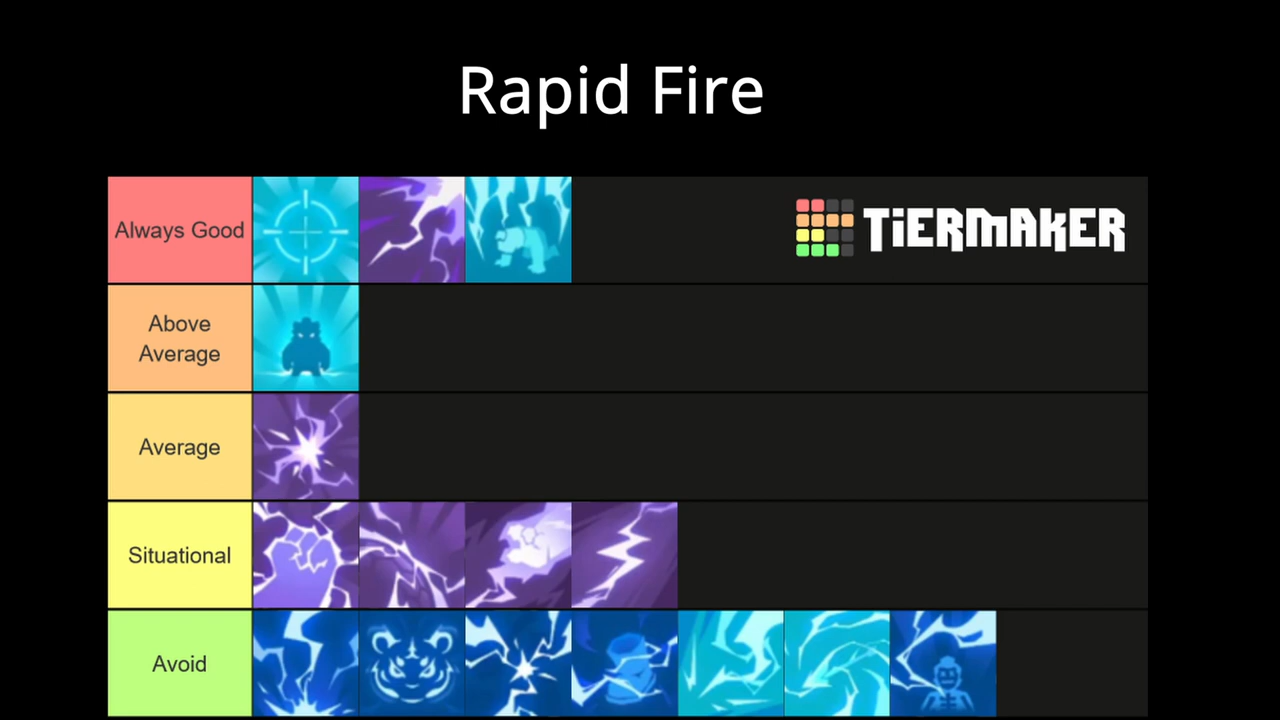 Rapid Fire
Always Good
TiERMAKER
Above
Average
Average
Situational
Avoid